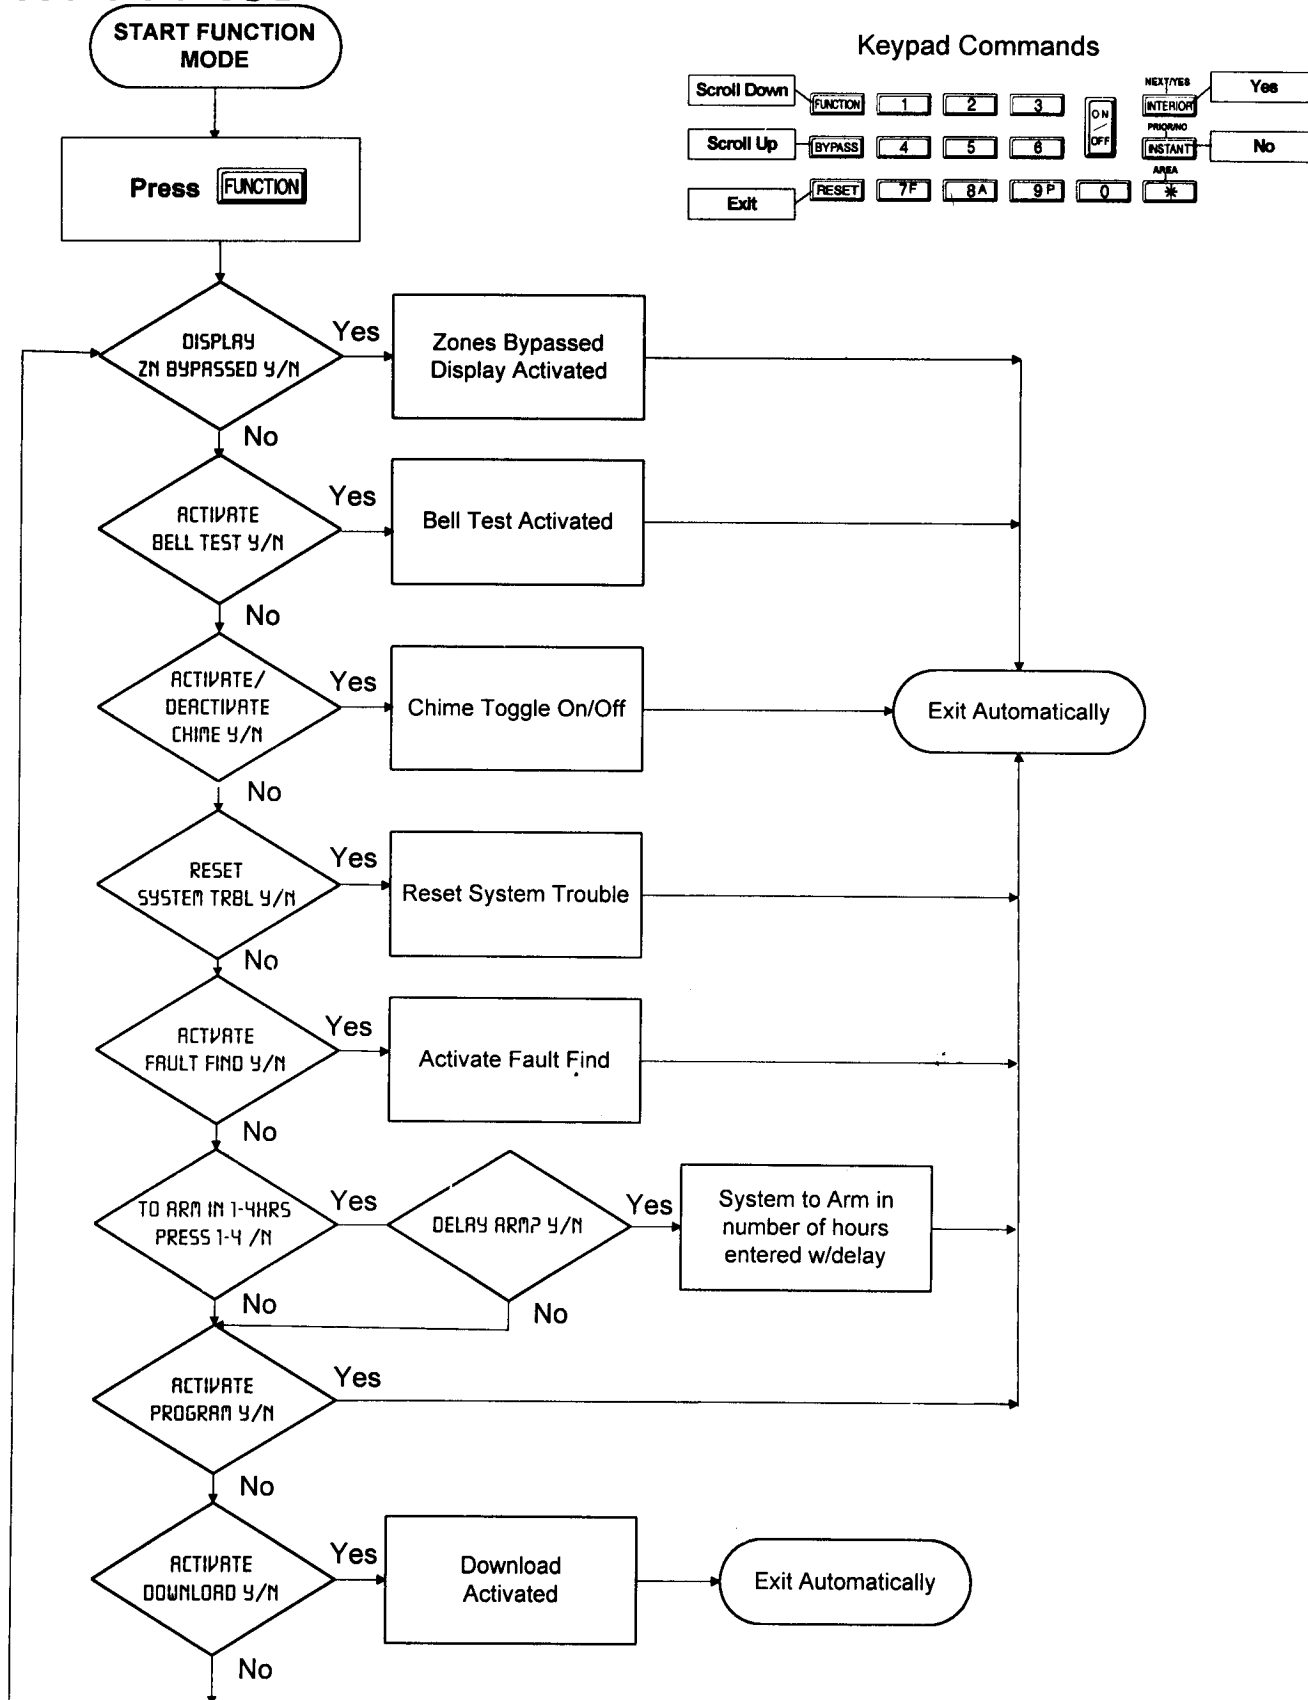 START FUNCTION
MODE
Keypad Commands
Scroll Down
FUNCTION
1
2
3
ON
OFF
NEXT/YES
INTERIOR
Yes
Scroll Up
BYPASS
4
5
6
PRIOR/NO
INSTANT
No
Exit
RESET
7F
8A
9P
0
AREA
*
Press FUNCTION
DISPLAY
ZN BYPASSED Y/N
Yes
Zones Bypassed
Display Activated
No
ACTIVATE
BELL TEST Y/N
Yes
Bell Test Activated
No
ACTIVATE/
DEACTIVATE
CHIME Y/N
Yes
Chime Toggle On/Off
Exit Automatically
No
RESET
SYSTEM TRBL Y/N
Yes
Reset System Trouble
No
ACTVATE
FAULT FIND Y/N
Yes
Activate Fault Find
No
TO ARM IN 1-4HRS
PRESS 1-4 /N
Yes
DELAY ARM? Y/N
Yes
System to Arm in
number of hours
entered w/delay
No
No
ACTIVATE
PROGRAM Y/N
Yes
No
ACTIVATE
DOWNLOAD Y/N
Yes
Download
Activated
Exit Automatically
No